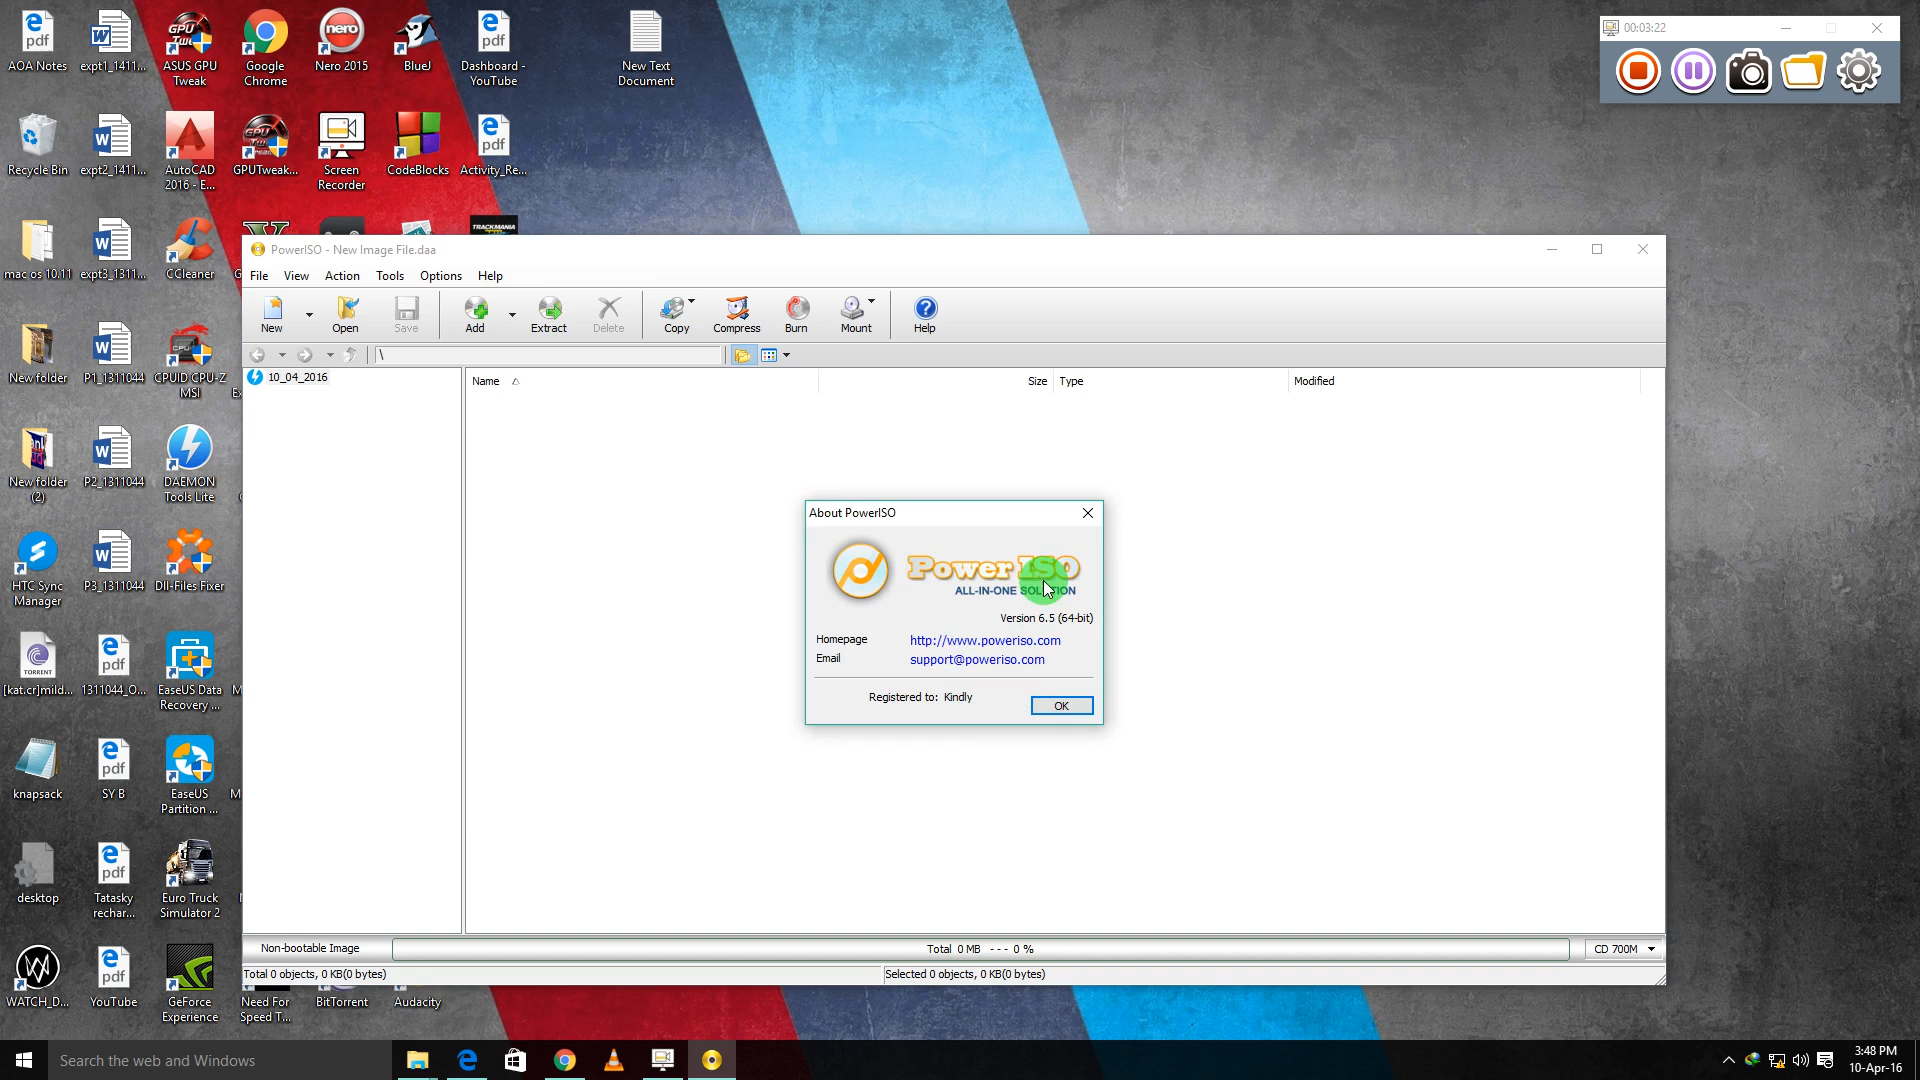 AOA Notes
expt1_1411...
ASUS GPU Tweak
Google Chrome
Nero 2015
BlueJ
Dashboard - YouTube
New Text Document
00:03:22
Recycle Bin
expt2_1411...
AutoCAD 2016 - E...
GPUTweak...
Screen Recorder
CodeBlocks
Activity_Re...
mac os 10.11
expt3_1311...
CCleaner
TRACKMANIA
New folder
P1_1311044
CPUID CPU-Z MSI
New folder (2)
P2_1311044
DAEMON Tools Lite
HTC Sync Manager
P3_1311044
Dll-Files Fixer
[kat.cr]mild...
1311044_O...
EaseUS Data Recovery ...
knapsack
SY B
EaseUS Partition ...
desktop
Tatasky rechar...
Euro Truck Simulator 2
WATCH_D...
YouTube
GeForce Experience
Need For Speed T...
BitTorrent
Audacity
PowerISO - New Image File.daa
File View Action Tools Options Help
New Open Save Add Extract Delete Copy Compress Burn Mount Help
\
10_04_2016
Name Size Type Modified
About PowerISO
Power ISO
ALL-IN-ONE SOLUTION
Version 6.5 (64-bit)
Homepage http://www.poweriso.com
Email support@poweriso.com
Registered to: Kindly
OK
Non-bootable Image
Total 0 MB --- 0 %
CD 700M
Total 0 objects, 0 KB(0 bytes)
Selected 0 objects, 0 KB(0 bytes)
Search the web and Windows
3:48 PM
10-Apr-16